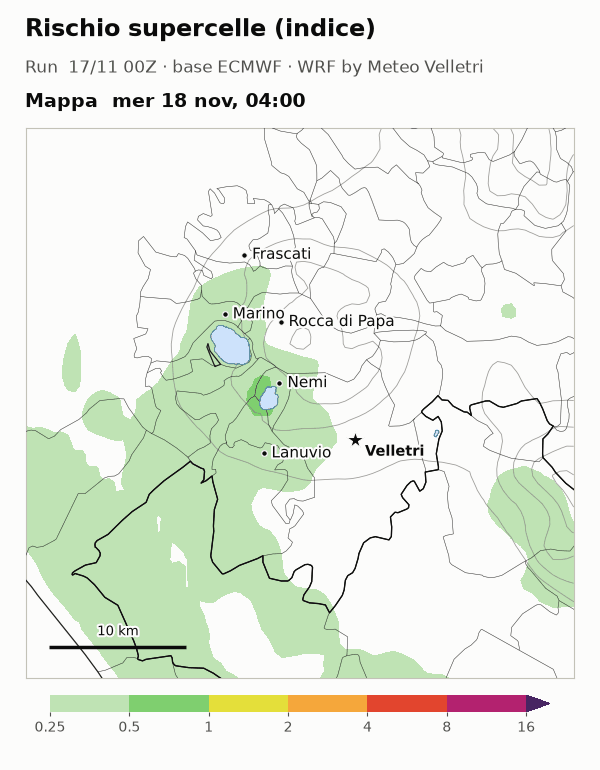 Rischio supercelle (indice)
Run  17/11 00Z · base ECMWF · WRF by Meteo Velletri
Mappa  mer 18 nov, 04:00
Frascati
Marino
Rocca di Papa
Nemi
Velletri
Lanuvio
10 km
0.25 0.5 1 2 4 8 16